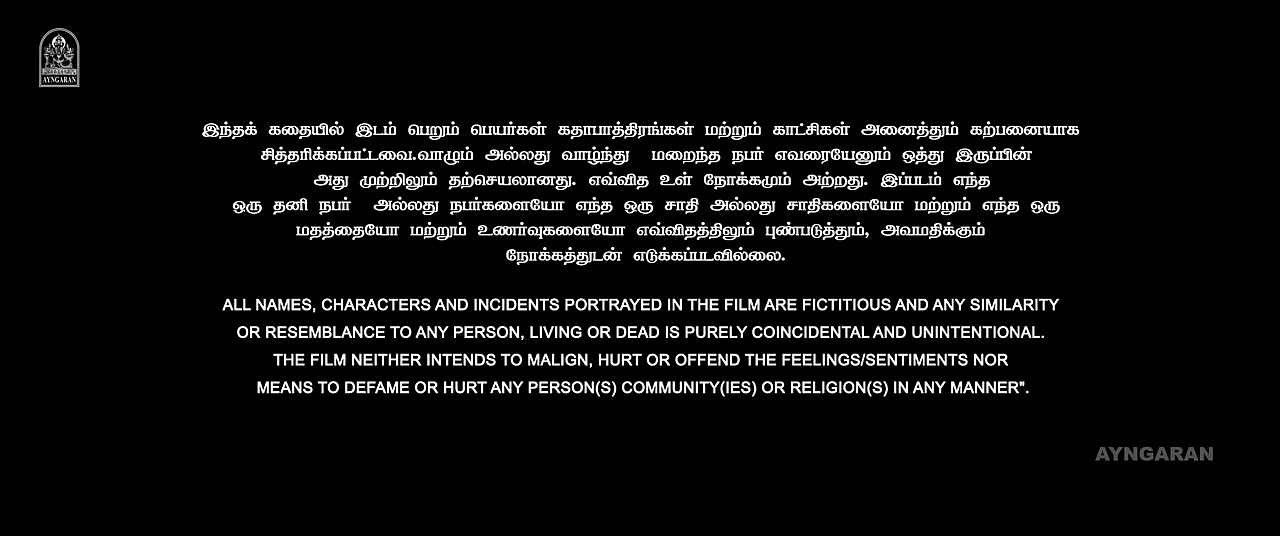 AYNGARAN
இந்தக் கதையில் இடம் பெறும் பெயர்கள் கதாபாத்திரங்கள் மற்றும் காட்சிகள் அனைத்தும் கற்பனையாக
சித்தரிக்கப்பட்டவை.வாழும் அல்லது வாழ்ந்து மறைந்த நபர் எவரையேனும் ஒத்து இருப்பின்
அது முற்றிலும் தற்செயலானது. எவ்வித உள் நோக்கமும் அற்றது. இப்படம் எந்த
ஒரு தனி நபர் அல்லது நபர்களையோ எந்த ஒரு சாதி அல்லது சாதிகளையோ மற்றும் எந்த ஒரு
மதத்தையோ மற்றும் உணர்வுகளையோ எவ்விதத்திலும் புண்படுத்தும், அவமதிக்கும்
நோக்கத்துடன் எடுக்கப்படவில்லை.
ALL NAMES, CHARACTERS AND INCIDENTS PORTRAYED IN THE FILM ARE FICTITIOUS AND ANY SIMILARITY
OR RESEMBLANCE TO ANY PERSON, LIVING OR DEAD IS PURELY COINCIDENTAL AND UNINTENTIONAL.
THE FILM NEITHER INTENDS TO MALIGN, HURT OR OFFEND THE FEELINGS/SENTIMENTS NOR
MEANS TO DEFAME OR HURT ANY PERSON(S) COMMUNITY(IES) OR RELIGION(S) IN ANY MANNER".
AYNGARAN